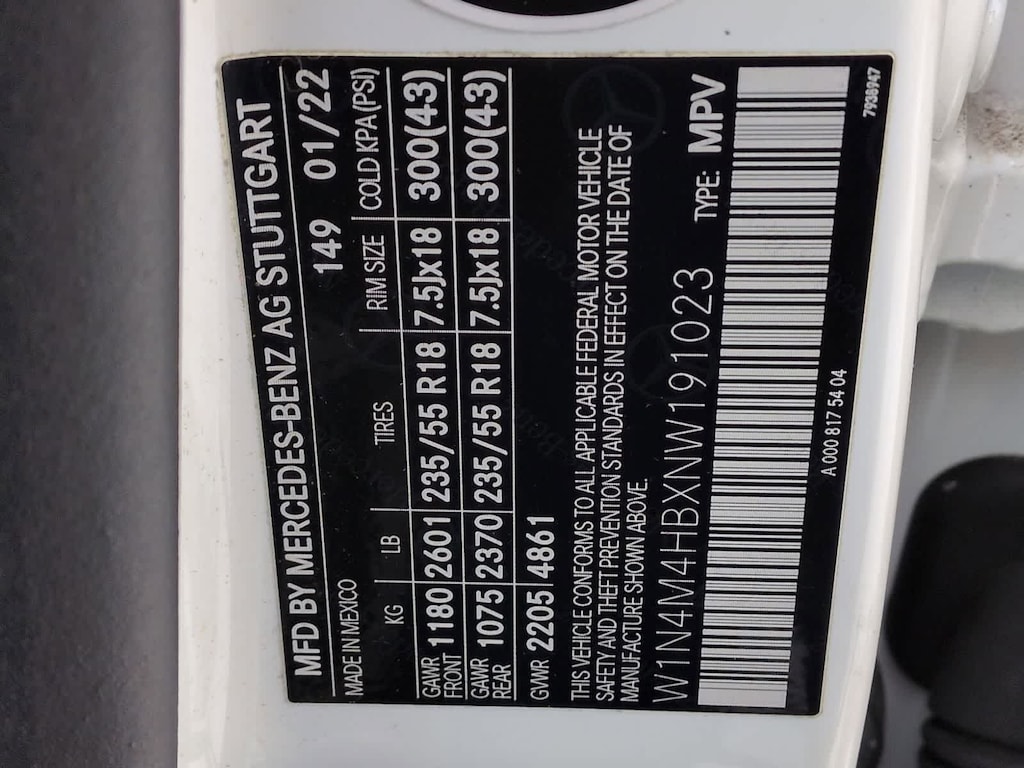 MFD BY MERCEDES-BENZ AG STUTTGART
149 01/22
MADE IN MEXICO
KG LB TIRES RIM SIZE COLD KPA(PSI)
GAWR FRONT 1180 2601 235/55 R18 7.5Jx18 300(43)
GAWR REAR 1075 2370 235/55 R18 7.5Jx18 300(43)
GVWR 2205 4861
THIS VEHICLE CONFORMS TO ALL APPLICABLE FEDERAL MOTOR VEHICLE
SAFETY AND THEFT PREVENTION STANDARDS IN EFFECT ON THE DATE OF
MANUFACTURE SHOWN ABOVE.
W1N4M4HBXNW191023 TYPE: MPV
A 000 817 54 04
7938947